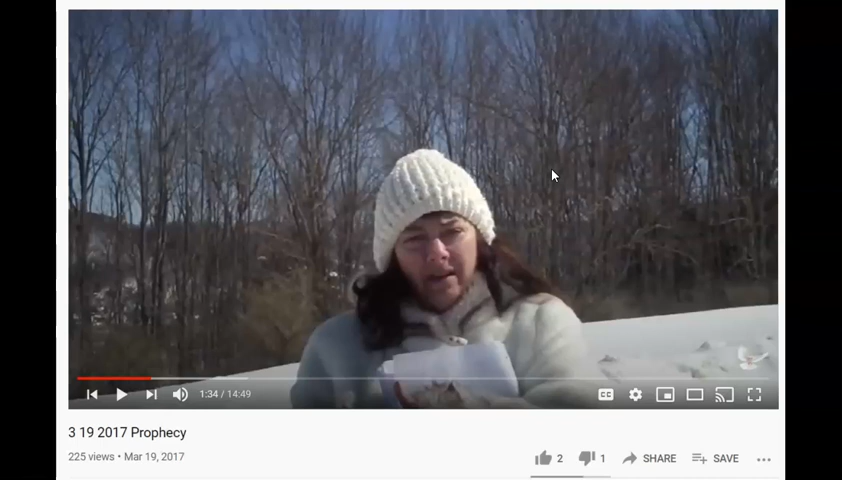 1:34 / 14:49
CC
3 19 2017 Prophecy
225 views • Mar 19, 2017
2
1
SHARE
SAVE